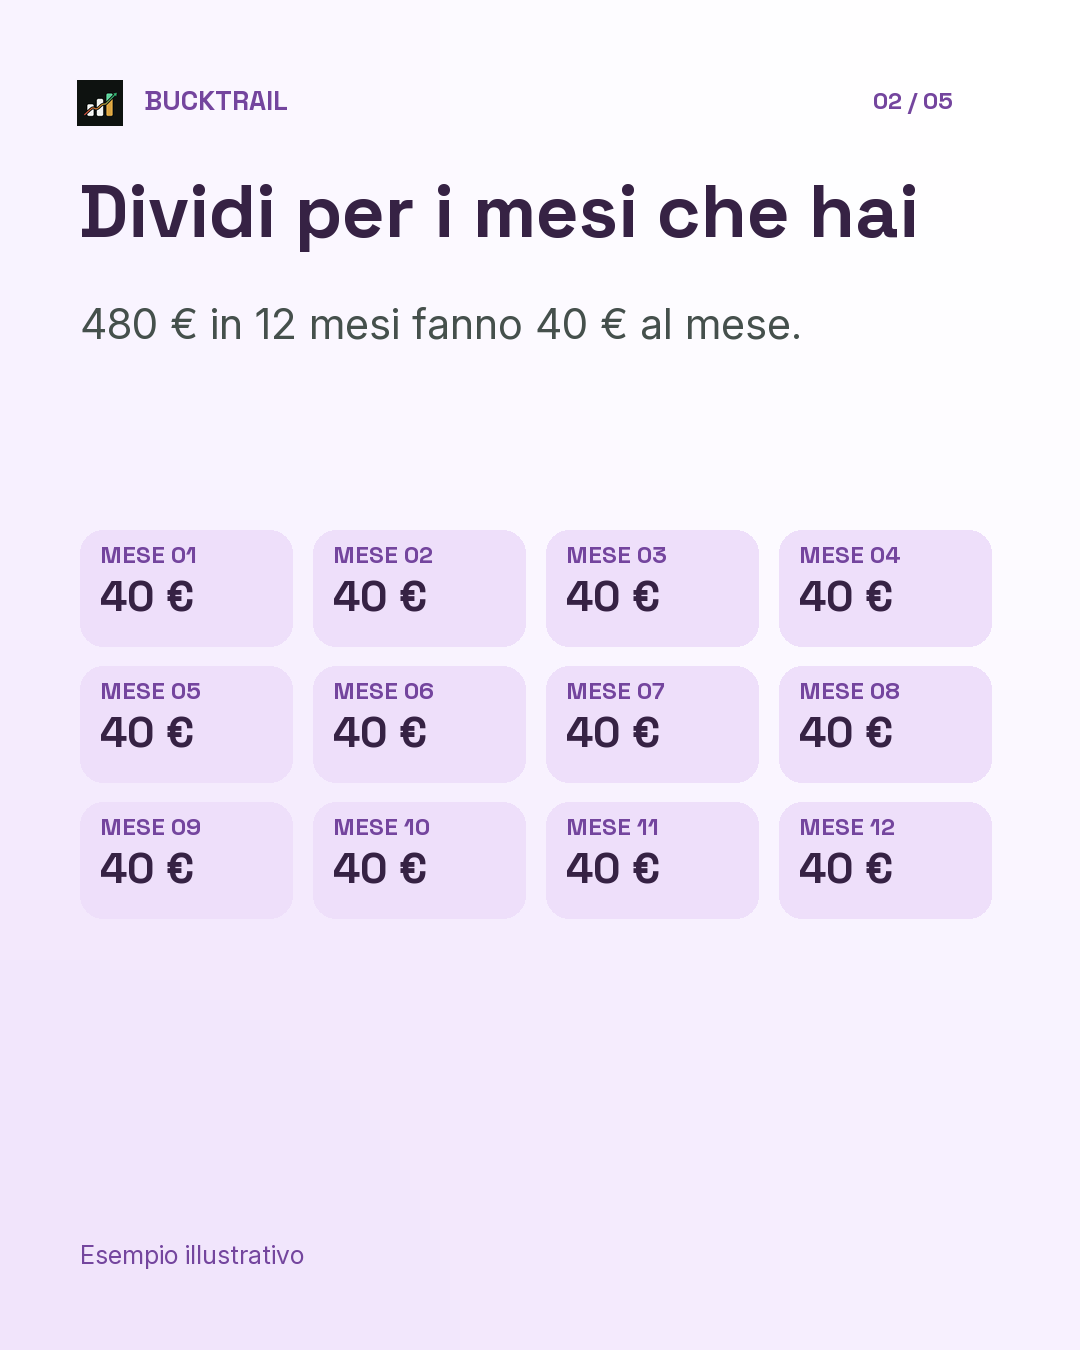 BUCKTRAIL
02 / 05
Dividi per i mesi che hai
480 € in 12 mesi fanno 40 € al mese.
MESE 01
40 €
MESE 02
40 €
MESE 03
40 €
MESE 04
40 €
MESE 05
40 €
MESE 06
40 €
MESE 07
40 €
MESE 08
40 €
MESE 09
40 €
MESE 10
40 €
MESE 11
40 €
MESE 12
40 €
Esempio illustrativo